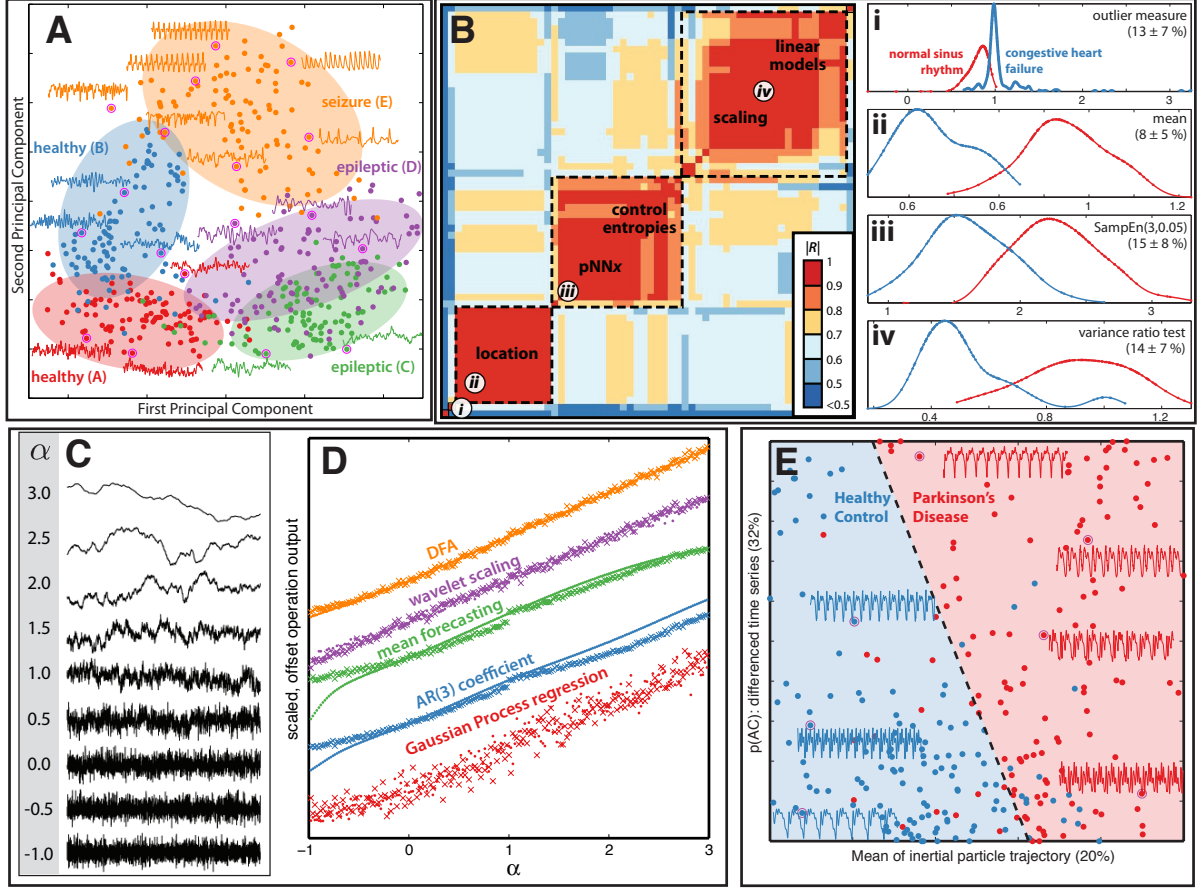 A
seizure (E)
healthy (B)
epileptic (D)
healthy (A)
epileptic (C)
Second Principal Component
First Principal Component
B
linear
models
iv
scaling
control
entropies
pNNx
iii
location
ii
i
|R|
1
0.9
0.8
0.7
0.6
0.5
<0.5
i
outlier measure
(13 ± 7 %)
normal sinus
rhythm
congestive heart
failure
0 1 2 3
ii
mean
(8 ± 5 %)
0.6 0.6 1 1.2
iii
SampEn(3,0.05)
(15 ± 8 %)
1 2 3
iv
variance ratio test
(14 ± 7 %)
0.4 0.8 1.2
α
C
3.0
2.5
2.0
1.5
1.0
0.5
0.0
-0.5
-1.0
D
scaled, offset operation output
DFA
wavelet scaling
mean forecasting
AR(3) coefficient
Gaussian Process regression
−1 0 1 2 3
α
E
Healthy
Control
Parkinson's
Disease
p(AC): differenced time series (32%)
Mean of inertial particle trajectory (20%)